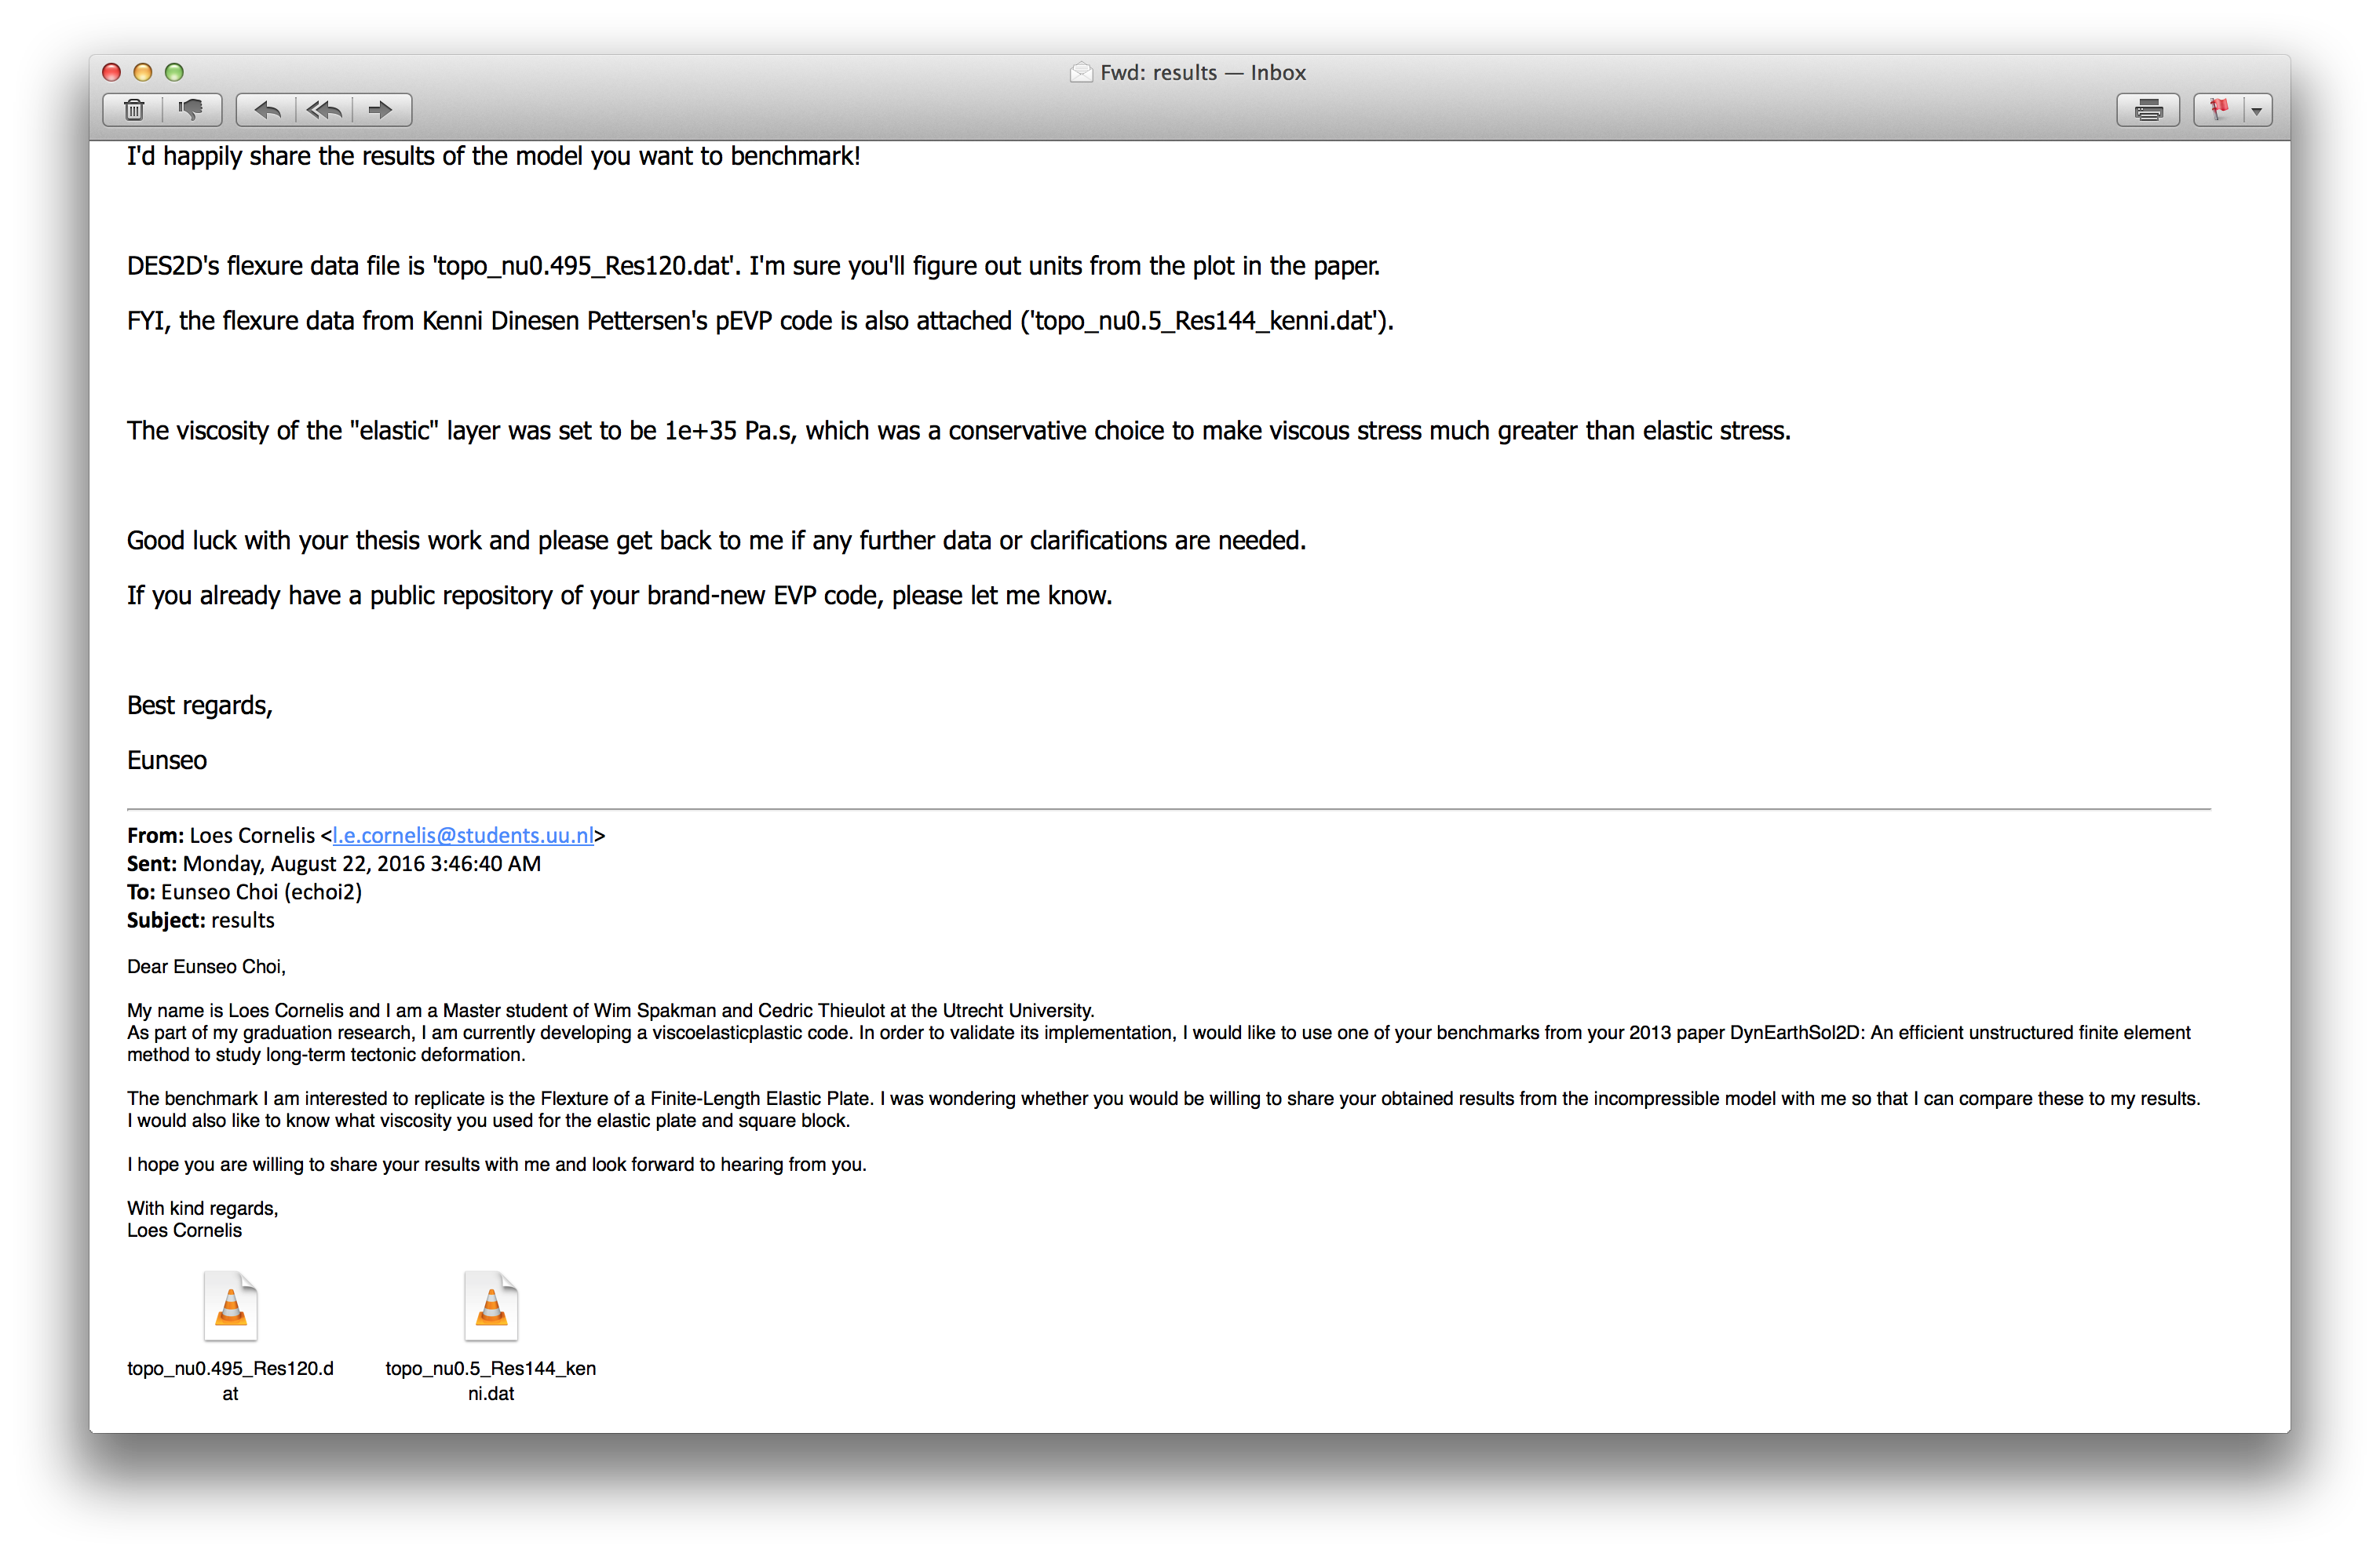 Fwd: results — Inbox
I'd happily share the results of the model you want to benchmark!
DES2D's flexure data file is 'topo_nu0.495_Res120.dat'. I'm sure you'll figure out units from the plot in the paper.
FYI, the flexure data from Kenni Dinesen Pettersen's pEVP code is also attached ('topo_nu0.5_Res144_kenni.dat').
The viscosity of the "elastic" layer was set to be 1e+35 Pa.s, which was a conservative choice to make viscous stress much greater than elastic stress.
Good luck with your thesis work and please get back to me if any further data or clarifications are needed.
If you already have a public repository of your brand-new EVP code, please let me know.
Best regards,
Eunseo
From: Loes Cornelis <l.e.cornelis@students.uu.nl>
Sent: Monday, August 22, 2016 3:46:40 AM
To: Eunseo Choi (echoi2)
Subject: results
Dear Eunseo Choi,
My name is Loes Cornelis and I am a Master student of Wim Spakman and Cedric Thieulot at the Utrecht University.
As part of my graduation research, I am currently developing a viscoelasticplastic code. In order to validate its implementation, I would like to use one of your benchmarks from your 2013 paper DynEarthSol2D: An efficient unstructured finite element
method to study long-term tectonic deformation.
The benchmark I am interested to replicate is the Flexture of a Finite-Length Elastic Plate. I was wondering whether you would be willing to share your obtained results from the incompressible model with me so that I can compare these to my results.
I would also like to know what viscosity you used for the elastic plate and square block.
I hope you are willing to share your results with me and look forward to hearing from you.
With kind regards,
Loes Cornelis
topo_nu0.495_Res120.d
at
topo_nu0.5_Res144_ken
ni.dat